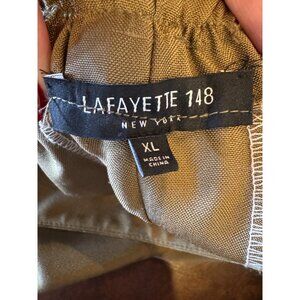 LAFAYETTE 148
NEW YORK
XL
MADE IN
CHINA